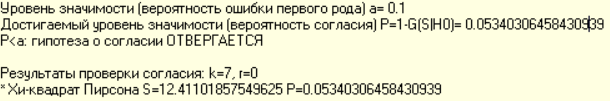 Уровень значимости (вероятность ошибки первого рода) a= 0.1
Достигаемый уровень значимости (вероятность согласия) P=1-G(S|H0)= 0.05340306458430939
P<a: гипотеза о согласии ОТВЕРГАЕТСЯ
Результаты проверки согласия: k=7, r=0
*Хи-квадрат Пирсона S=12.41101857549625 P=0.05340306458430939